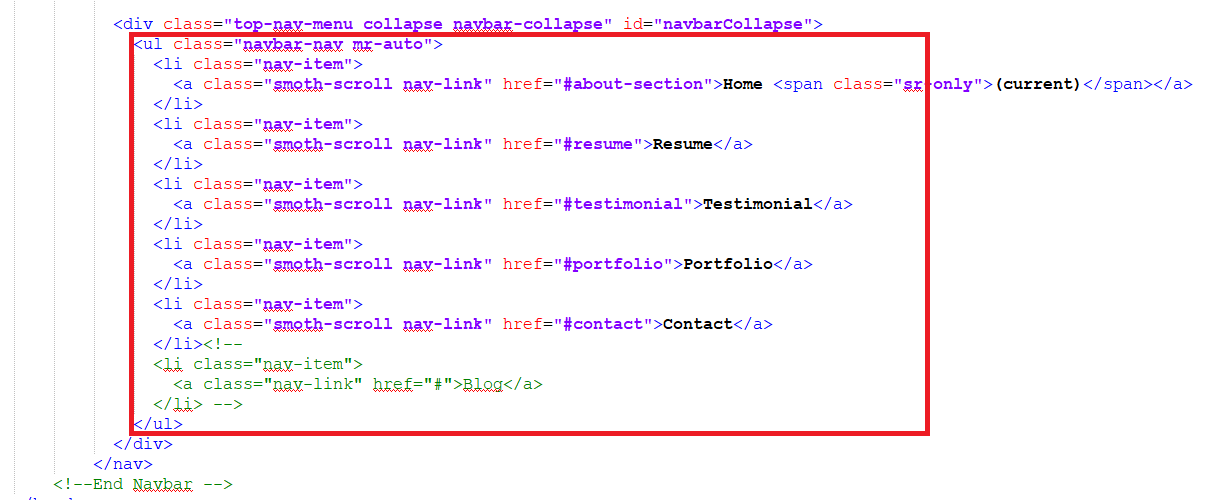 <div class="top-nav-menu collapse navbar-collapse" id="navbarCollapse">
<ul class="navbar-nav mr-auto">
<li class="nav-item">
<a class="smoth-scroll nav-link" href="#about-section">Home <span class="sr-only">(current)</span></a>
</li>
<li class="nav-item">
<a class="smoth-scroll nav-link" href="#resume">Resume</a>
</li>
<li class="nav-item">
<a class="smoth-scroll nav-link" href="#testimonial">Testimonial</a>
</li>
<li class="nav-item">
<a class="smoth-scroll nav-link" href="#portfolio">Portfolio</a>
</li>
<li class="nav-item">
<a class="smoth-scroll nav-link" href="#contact">Contact</a>
</li><!--
<li class="nav-item">
<a class="nav-link" href="#">Blog</a>
</li> -->
</ul>
</div>
</nav>
<!--End Navbar -->